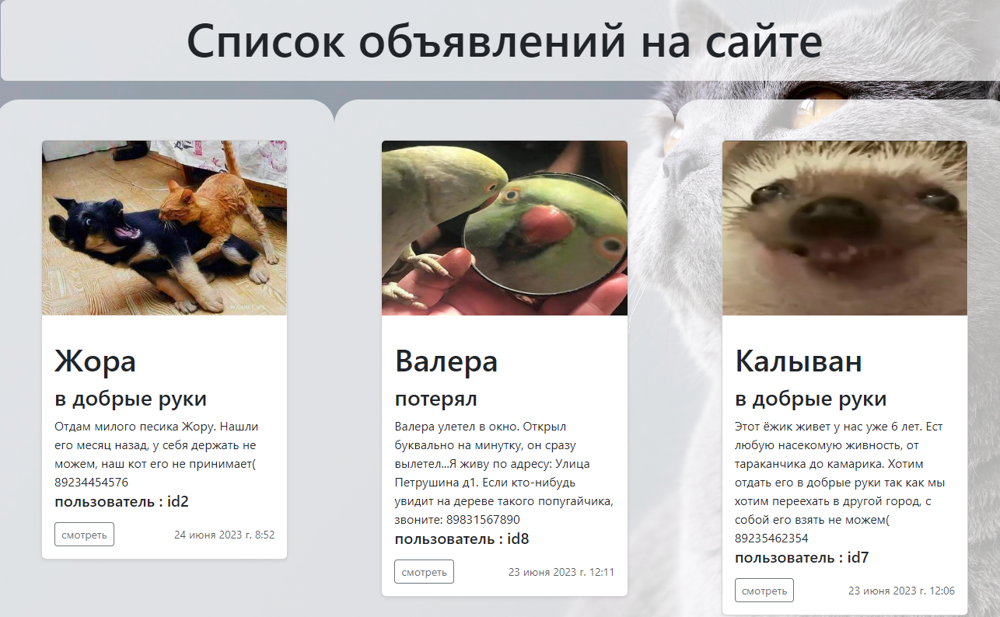 Список объявлений на сайте
Жора
в добрые руки
Отдам милого песика Жору. Нашли
его месяц назад, у себя держать не
можем, наш кот его не принимает(
89234454576
пользователь : id2
смотреть
24 июня 2023 г. 8:52
Валера
потерял
Валера улетел в окно. Открыл
буквально на минутку, он сразу
вылетел...Я живу по адресу: Улица
Петрушина д1. Если кто-нибудь
увидит на дереве такого попугайчика,
звоните: 89831567890
пользователь : id8
смотреть
23 июня 2023 г. 12:11
Калыван
в добрые руки
Этот ёжик живет у нас уже 6 лет. Ест
любую насекомую живность, от
тараканчика до камарика. Хотим
отдать его в добрые руки так как мы
хотим переехать в другой город, с
собой его взять не можем(
89235462354
пользователь : id7
смотреть
23 июня 2023 г. 12:06